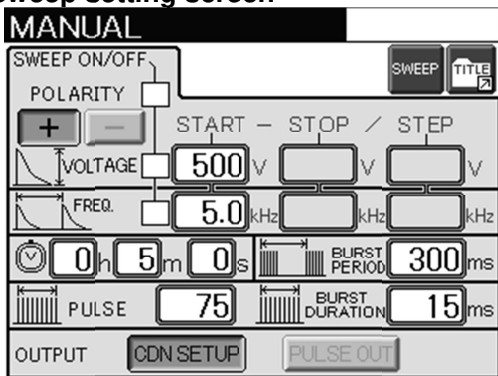 Sweep setting screen
MANUAL
SWEEP ON/OFF
SWEEP TITLE
POLARITY
+ -
START - STOP / STEP
VOLTAGE 500 V V V
FREQ. 5.0 kHz kHz kHz
0 h 5 m 0 s BURST PERIOD 300 ms
PULSE 75 BURST DURATION 15 ms
OUTPUT CDN SETUP PULSE OUT